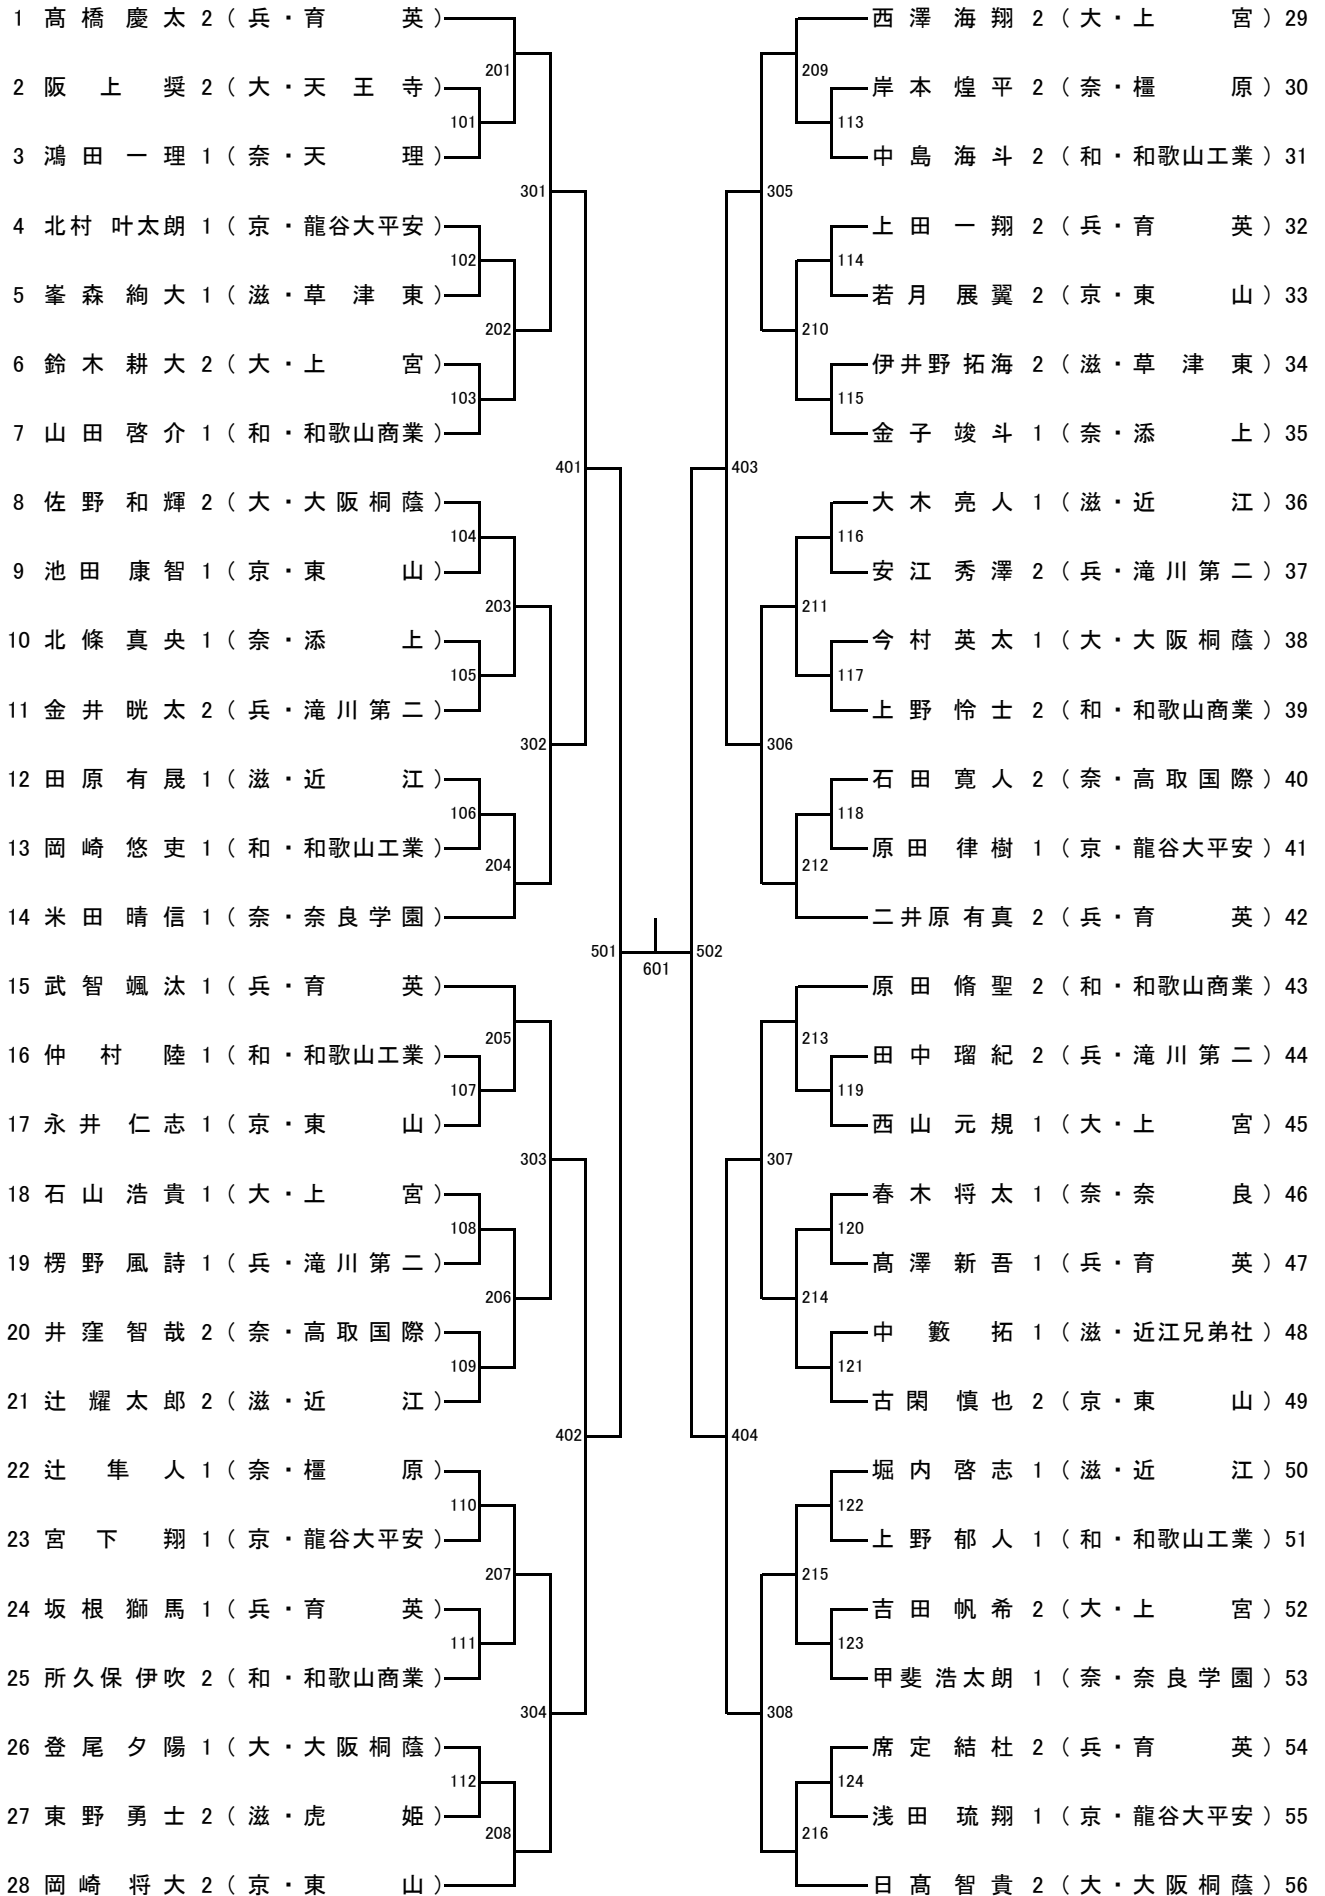 1 髙橋慶太 2 (兵・育英)
2 阪上奨 2 (大・天王寺)
3 鴻田一理 1 (奈・天理)
4 北村叶太朗 1 (京・龍谷大平安)
5 峯森絢大 1 (滋・草津東)
6 鈴木耕大 2 (大・上宮)
7 山田啓介 1 (和・和歌山商業)
8 佐野和輝 2 (大・大阪桐蔭)
9 池田康智 1 (京・東山)
10 北條真央 1 (奈・添上)
11 金井晄太 2 (兵・滝川第二)
12 田原有晟 1 (滋・近江)
13 岡崎悠吏 1 (和・和歌山工業)
14 米田晴信 1 (奈・奈良学園)
15 武智颯汰 1 (兵・育英)
16 仲村陸 1 (和・和歌山工業)
17 永井仁志 1 (京・東山)
18 石山浩貴 1 (大・上宮)
19 楞野風詩 1 (兵・滝川第二)
20 井窪智哉 2 (奈・高取国際)
21 辻耀太郎 2 (滋・近江)
22 辻隼人 1 (奈・橿原)
23 宮下翔 1 (京・龍谷大平安)
24 坂根獅馬 1 (兵・育英)
25 所久保伊吹 2 (和・和歌山商業)
26 登尾夕陽 1 (大・大阪桐蔭)
27 東野勇士 2 (滋・虎姫)
28 岡崎将大 2 (京・東山)
101
102
103
104
105
106
107
108
109
110
111
112
201
202
203
204
205
206
207
208
301
302
303
304
401
402
501
601
502
403
404
305
306
307
308
209
210
211
212
213
214
215
216
113
114
115
116
117
118
119
120
121
122
123
124
西澤海翔 2 (大・上宮) 29
岸本煌平 2 (奈・橿原) 30
中島海斗 2 (和・和歌山工業) 31
上田一翔 2 (兵・育英) 32
若月展翼 2 (京・東山) 33
伊井野拓海 2 (滋・草津東) 34
金子竣斗 1 (奈・添上) 35
大木亮人 1 (滋・近江) 36
安江秀澤 2 (兵・滝川第二) 37
今村英太 1 (大・大阪桐蔭) 38
上野怜士 2 (和・和歌山商業) 39
石田寛人 2 (奈・高取国際) 40
原田律樹 1 (京・龍谷大平安) 41
二井原有真 2 (兵・育英) 42
原田脩聖 2 (和・和歌山商業) 43
田中瑠紀 2 (兵・滝川第二) 44
西山元規 1 (大・上宮) 45
春木将太 1 (奈・奈良) 46
髙澤新吾 1 (兵・育英) 47
中籔拓 1 (滋・近江兄弟社) 48
古閑慎也 2 (京・東山) 49
堀内啓志 1 (滋・近江) 50
上野郁人 1 (和・和歌山工業) 51
吉田帆希 2 (大・上宮) 52
甲斐浩太朗 1 (奈・奈良学園) 53
席定結杜 2 (兵・育英) 54
浅田琉翔 1 (京・龍谷大平安) 55
日髙智貴 2 (大・大阪桐蔭) 56